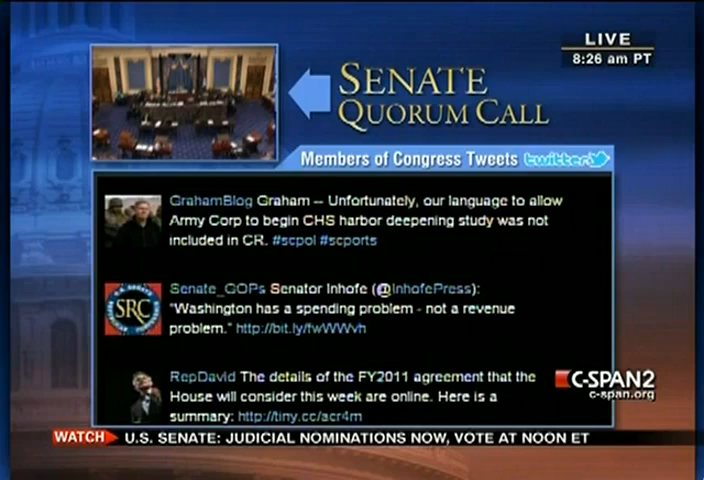 LIVE
8:26 am PT
SENATE
QUORUM CALL
Members of Congress Tweets twitter
GrahamBlog Graham -- Unfortunately, our language to allow
Army Corp to begin CHS harbor deepening study was not
included in CR. #scpol #scports
SRC
Senate_GOPs Senator Inhofe (@InhofePress):
"Washington has a spending problem - not a revenue
problem." http://bit.ly/fwWWvh
RepDavid The details of the FY2011 agreement that the
House will consider this week are online. Here is a
summary: http://tiny.cc/acr4m
C-SPAN2
c-span.org
WATCH U.S. SENATE: JUDICIAL NOMINATIONS NOW, VOTE AT NOON ET